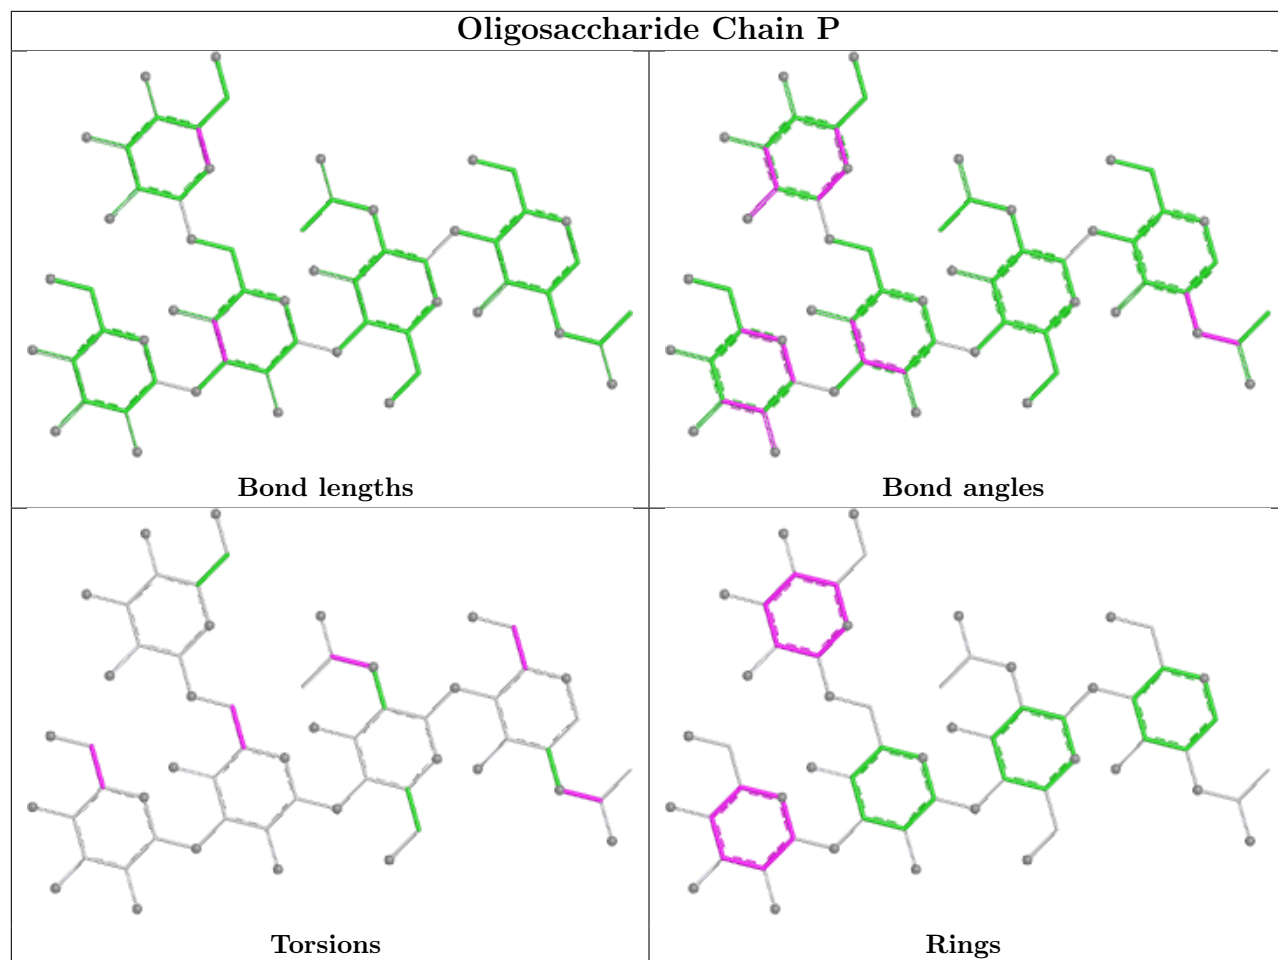 Oligosaccharide Chain P
Bond lengths
Bond angles
Torsions
Rings